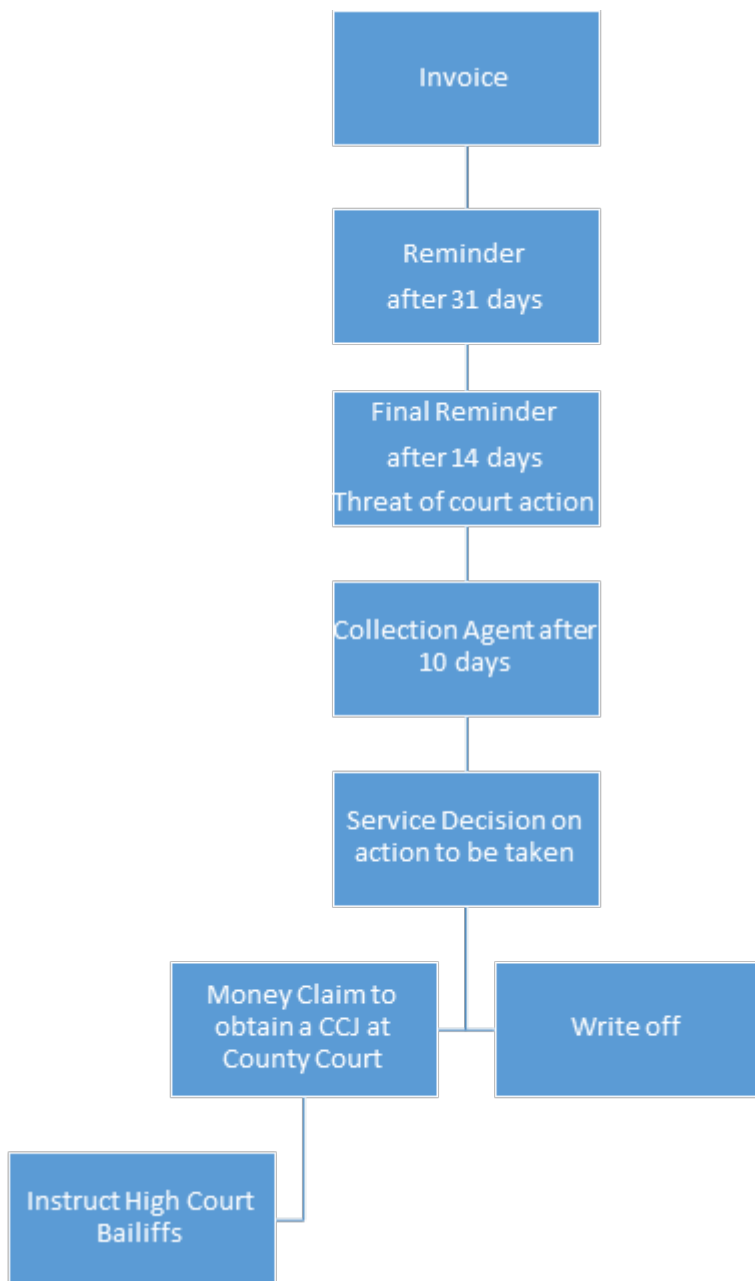 Invoice
Reminder
after 31 days
Final Reminder
after 14 days
Threat of court action
Collection Agent after
10 days
Service Decision on
action to be taken
Money Claim to
obtain a CCJ at
County Court
Write off
Instruct High Court
Bailiffs